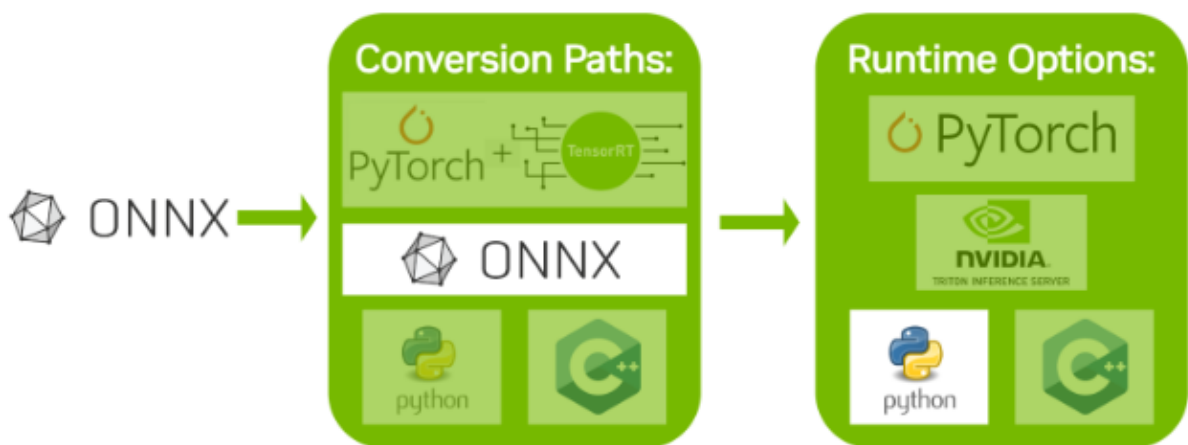 ONNX
Conversion Paths:
PyTorch + TensorRT
ONNX
python
C++
Runtime Options:
PyTorch
NVIDIA.
TRITON INFERENCE SERVER
python
C++